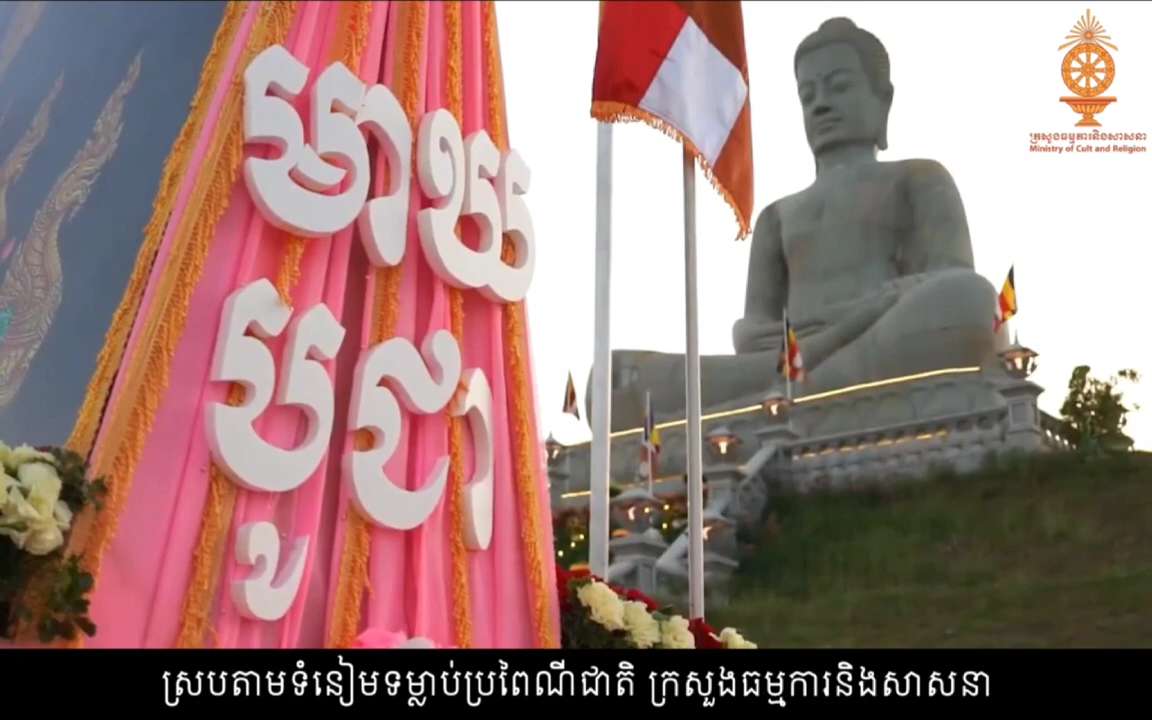 មាឃ
បូជា
ក្រសួងធម្មការនិងសាសនា
Ministry of Cult and Religion
ស្របតាមទំនៀមទម្លាប់ប្រពៃណីជាតិ ក្រសួងធម្មការនិងសាសនា